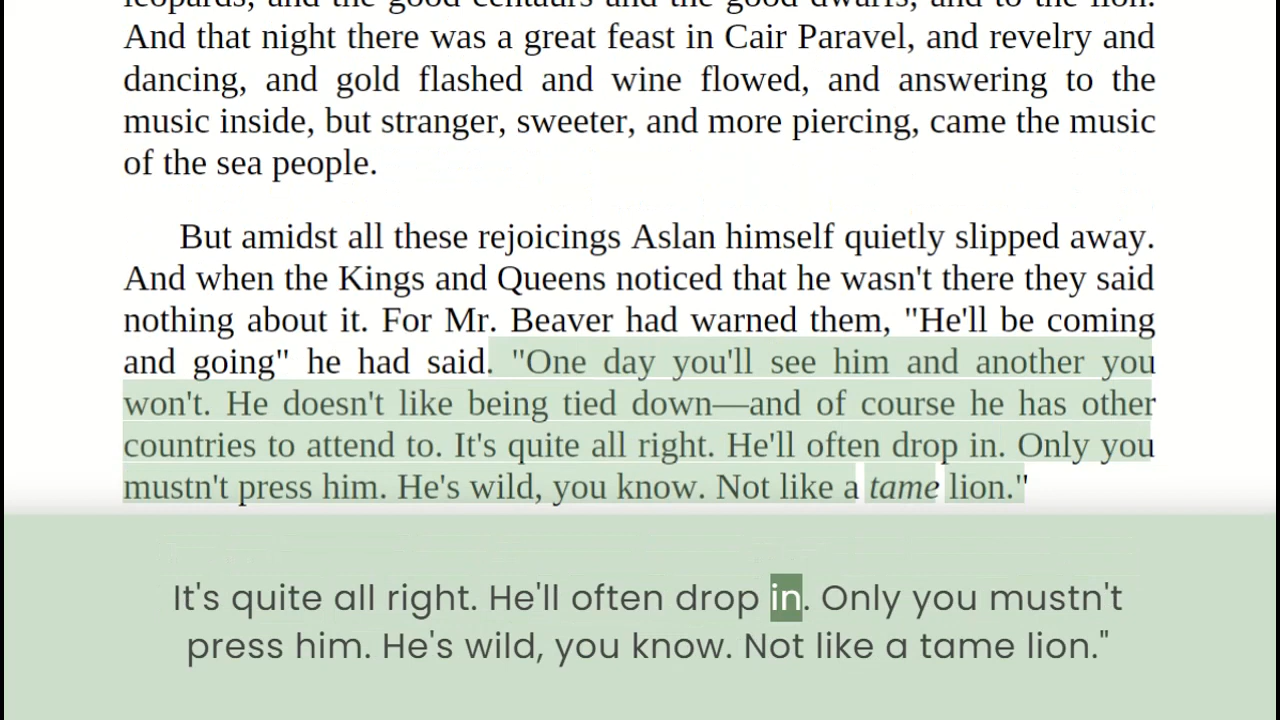 leopards, and the good centaurs and the good dwarfs, and to the lion.
And that night there was a great feast in Cair Paravel, and revelry and
dancing, and gold flashed and wine flowed, and answering to the
music inside, but stranger, sweeter, and more piercing, came the music
of the sea people.
But amidst all these rejoicings Aslan himself quietly slipped away.
And when the Kings and Queens noticed that he wasn't there they said
nothing about it. For Mr. Beaver had warned them, "He'll be coming
and going" he had said. "One day you'll see him and another you
won't. He doesn't like being tied down—and of course he has other
countries to attend to. It's quite all right. He'll often drop in. Only you
mustn't press him. He's wild, you know. Not like a tame lion."
It's quite all right. He'll often drop in. Only you mustn't
press him. He's wild, you know. Not like a tame lion."